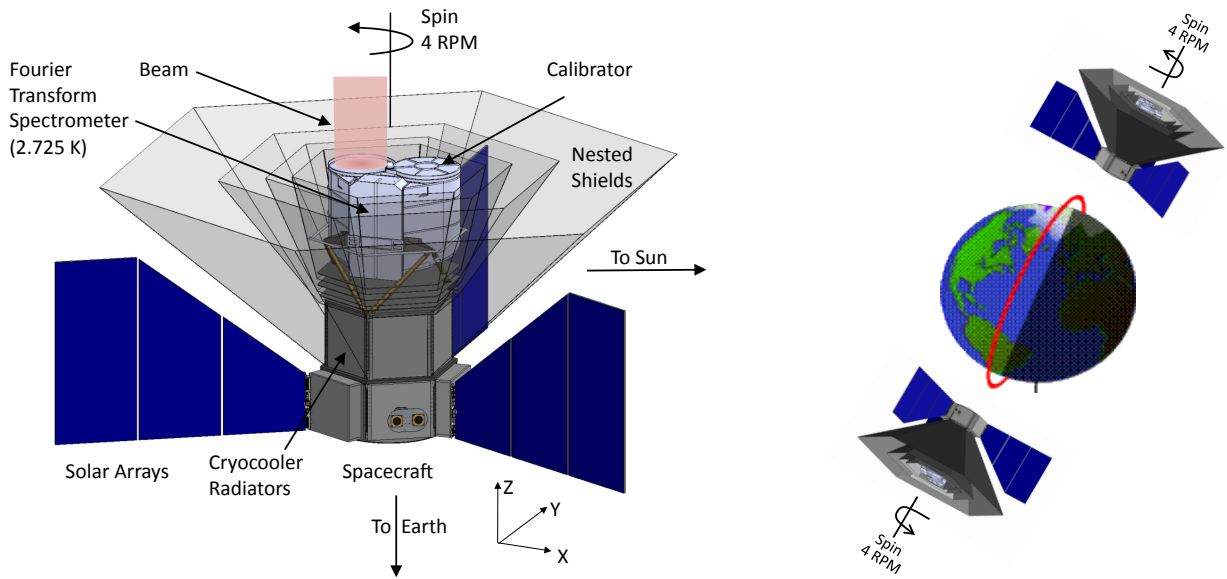 Spin
4 RPM
Fourier
Transform
Spectrometer
(2.725 K)
Beam
Calibrator
Nested
Shields
To Sun
Solar Arrays
Cryocooler
Radiators
Spacecraft
To Earth
Z
Y
X
Spin
4 RPM
Spin
4 RPM